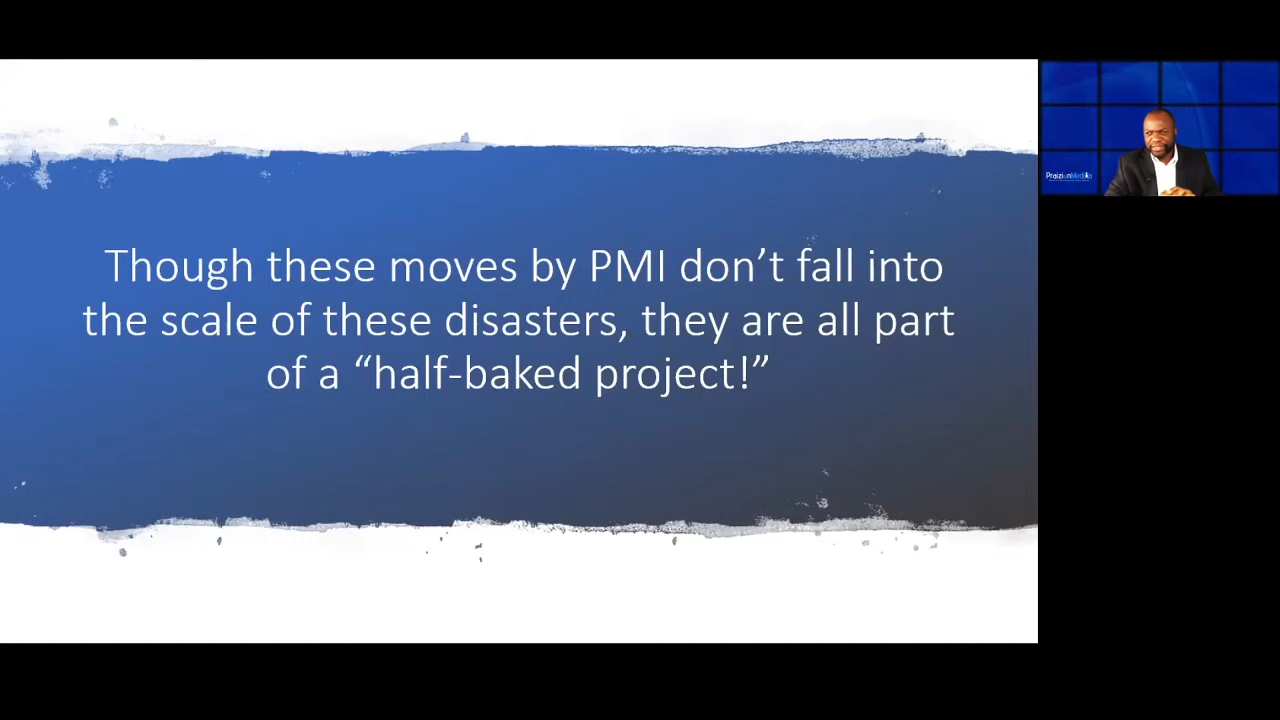 Though these moves by PMI don’t fall into
the scale of these disasters, they are all part
of a “half-baked project!”
PraizionMedia